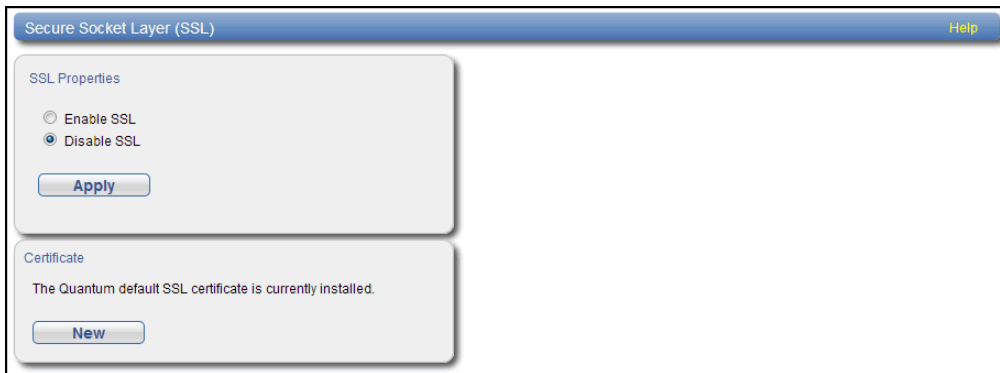 Secure Socket Layer (SSL)
Help
SSL Properties
Enable SSL
Disable SSL
Apply
Certificate
The Quantum default SSL certificate is currently installed.
New